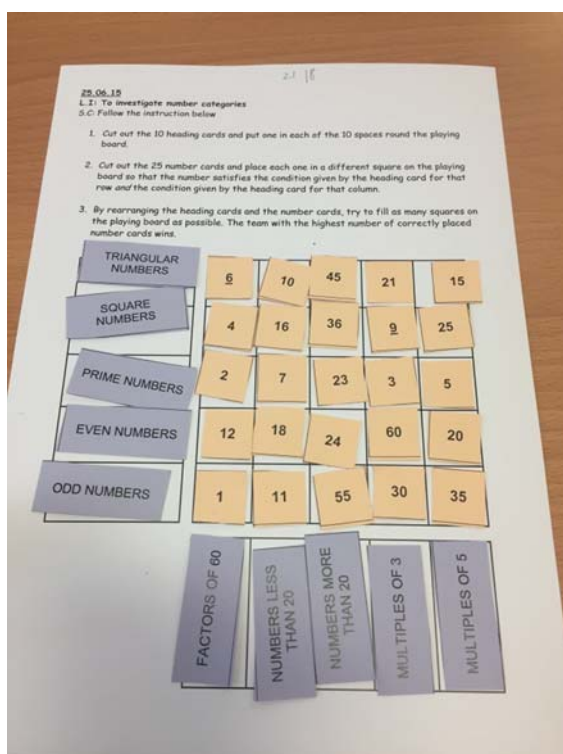 21 18
25.06.15
L.I: To investigate number categories
S.C: Follow the instruction below
1. Cut out the 10 heading cards and put one in each of the 10 spaces round the playing
board.
2. Cut out the 25 number cards and place each one in a different square on the playing
board so that the number satisfies the condition given by the heading card for that
row and the condition given by the heading card for that column.
3. By rearranging the heading cards and the number cards, try to fill as many squares on
the playing board as possible. The team with the highest number of correctly placed
number cards wins.
TRIANGULAR
NUMBERS
6 10 45 21 15
SQUARE
NUMBERS
4 16 36 9 25
PRIME NUMBERS
2 7 23 3 5
EVEN NUMBERS
12 18 24 60 20
ODD NUMBERS
1 11 55 30 35
FACTORS OF 60
NUMBERS LESS
THAN 20
NUMBERS MORE
THAN 20
MULTIPLES OF 3
MULTIPLES OF 5